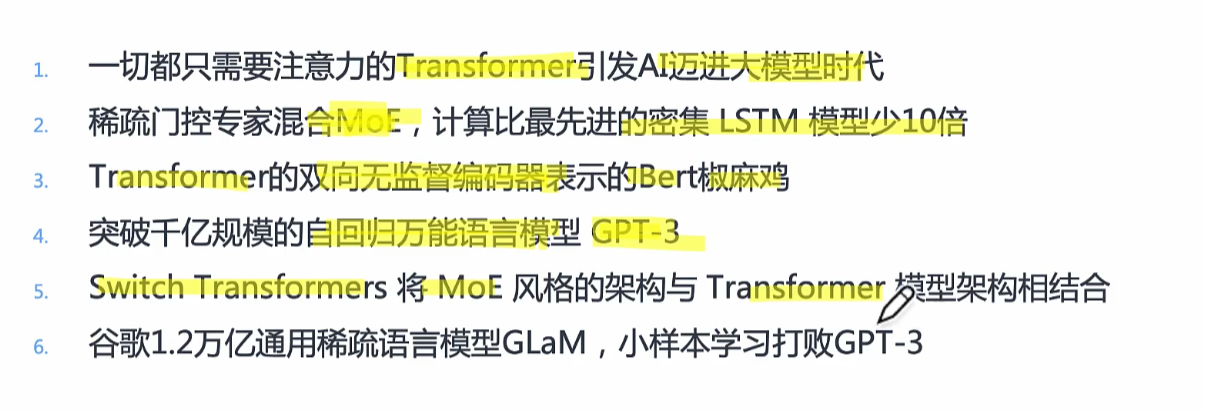 1. 一切都只需要注意力的Transformer引发AI迈进大模型时代
2. 稀疏门控专家混合MoE，计算比最先进的密集 LSTM 模型少10倍
3. Transformer的双向无监督编码器表示的Bert椒麻鸡
4. 突破千亿规模的自回归万能语言模型 GPT-3
5. Switch Transformers 将 MoE 风格的架构与 Transformer 模型架构相结合
6. 谷歌1.2万亿通用稀疏语言模型GLaM，小样本学习打败GPT-3